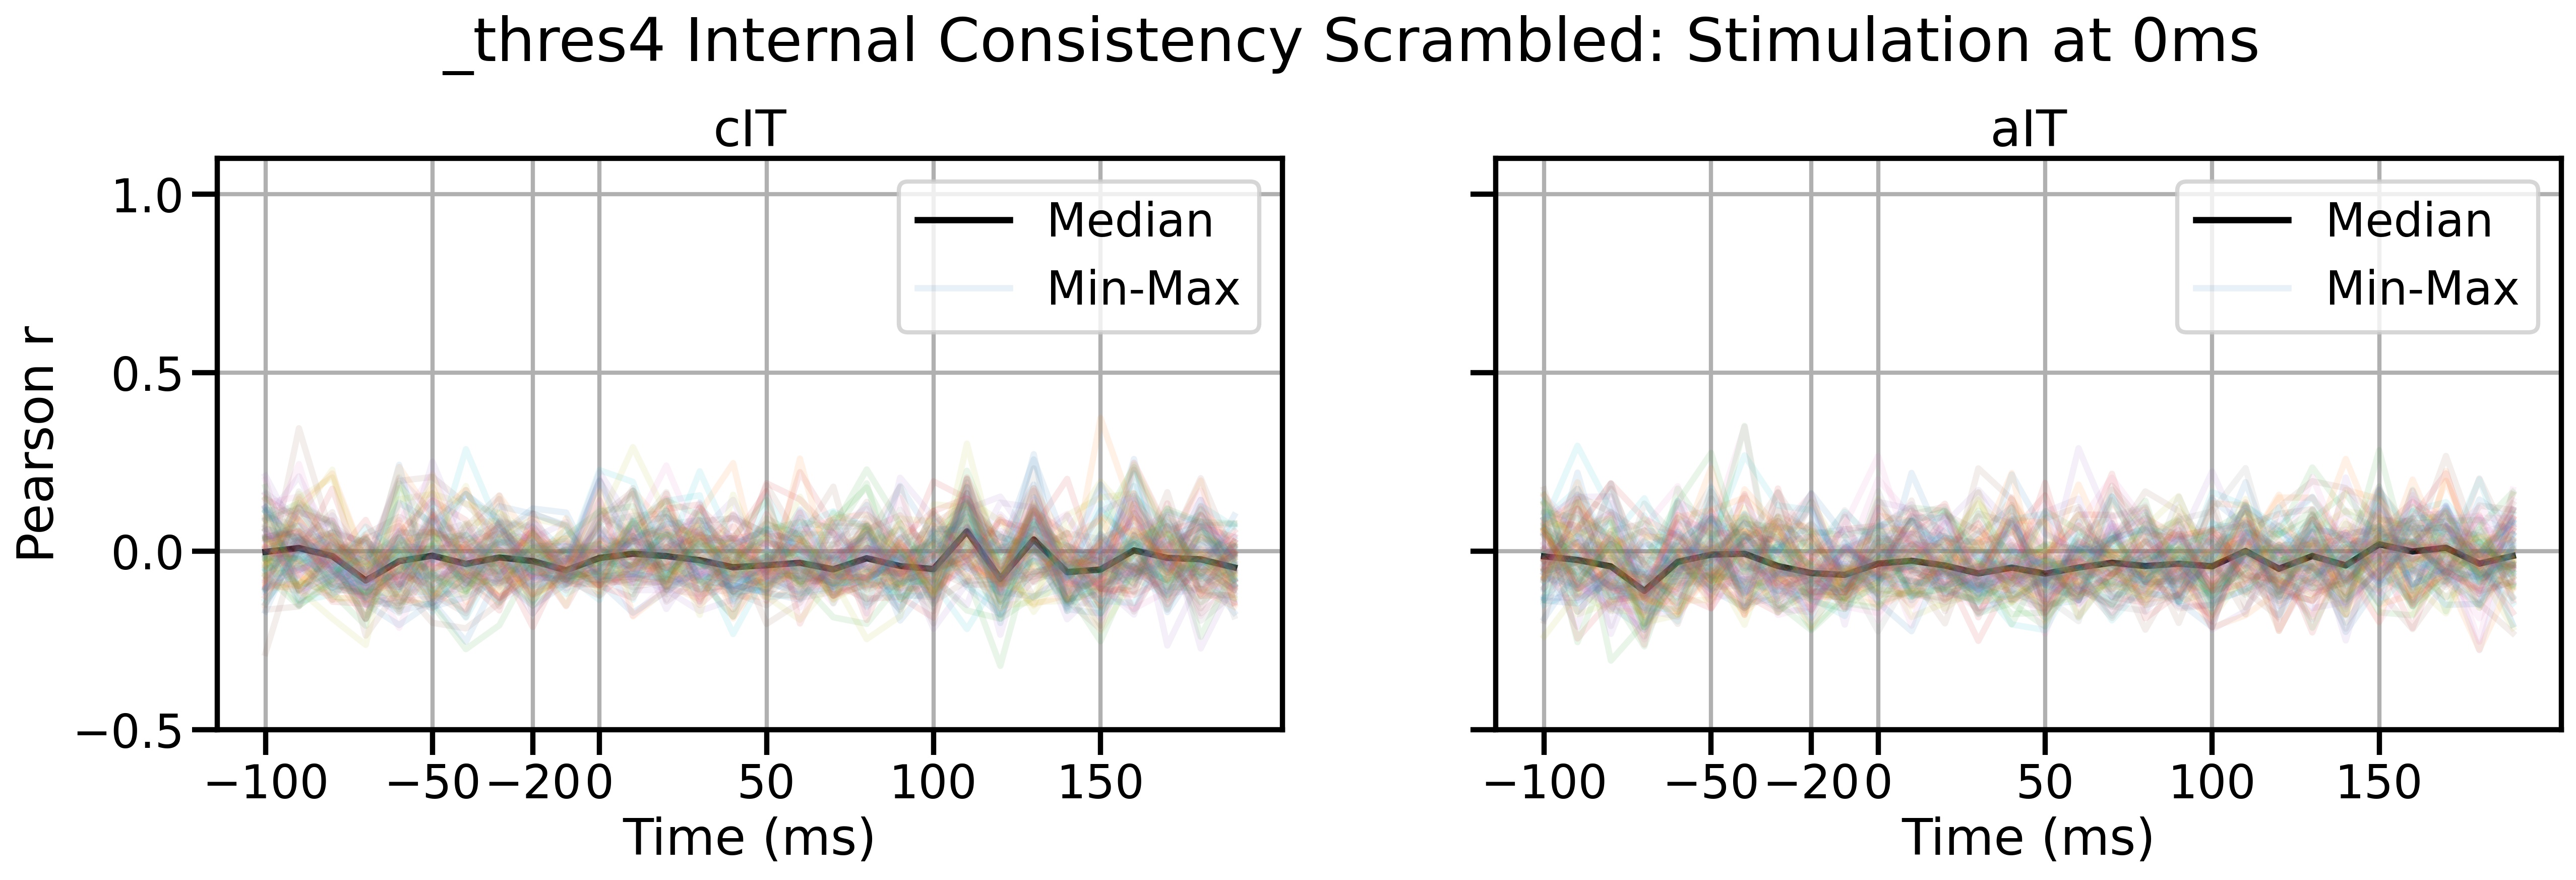 _thres4 Internal Consistency Scrambled: Stimulation at 0ms
cIT
aIT
Pearson r
1.0
0.5
0.0
−0.5
Median
Min-Max
Median
Min-Max
−100 −50 −20 0 50 100 150
−100 −50 −20 0 50 100 150
Time (ms)
Time (ms)